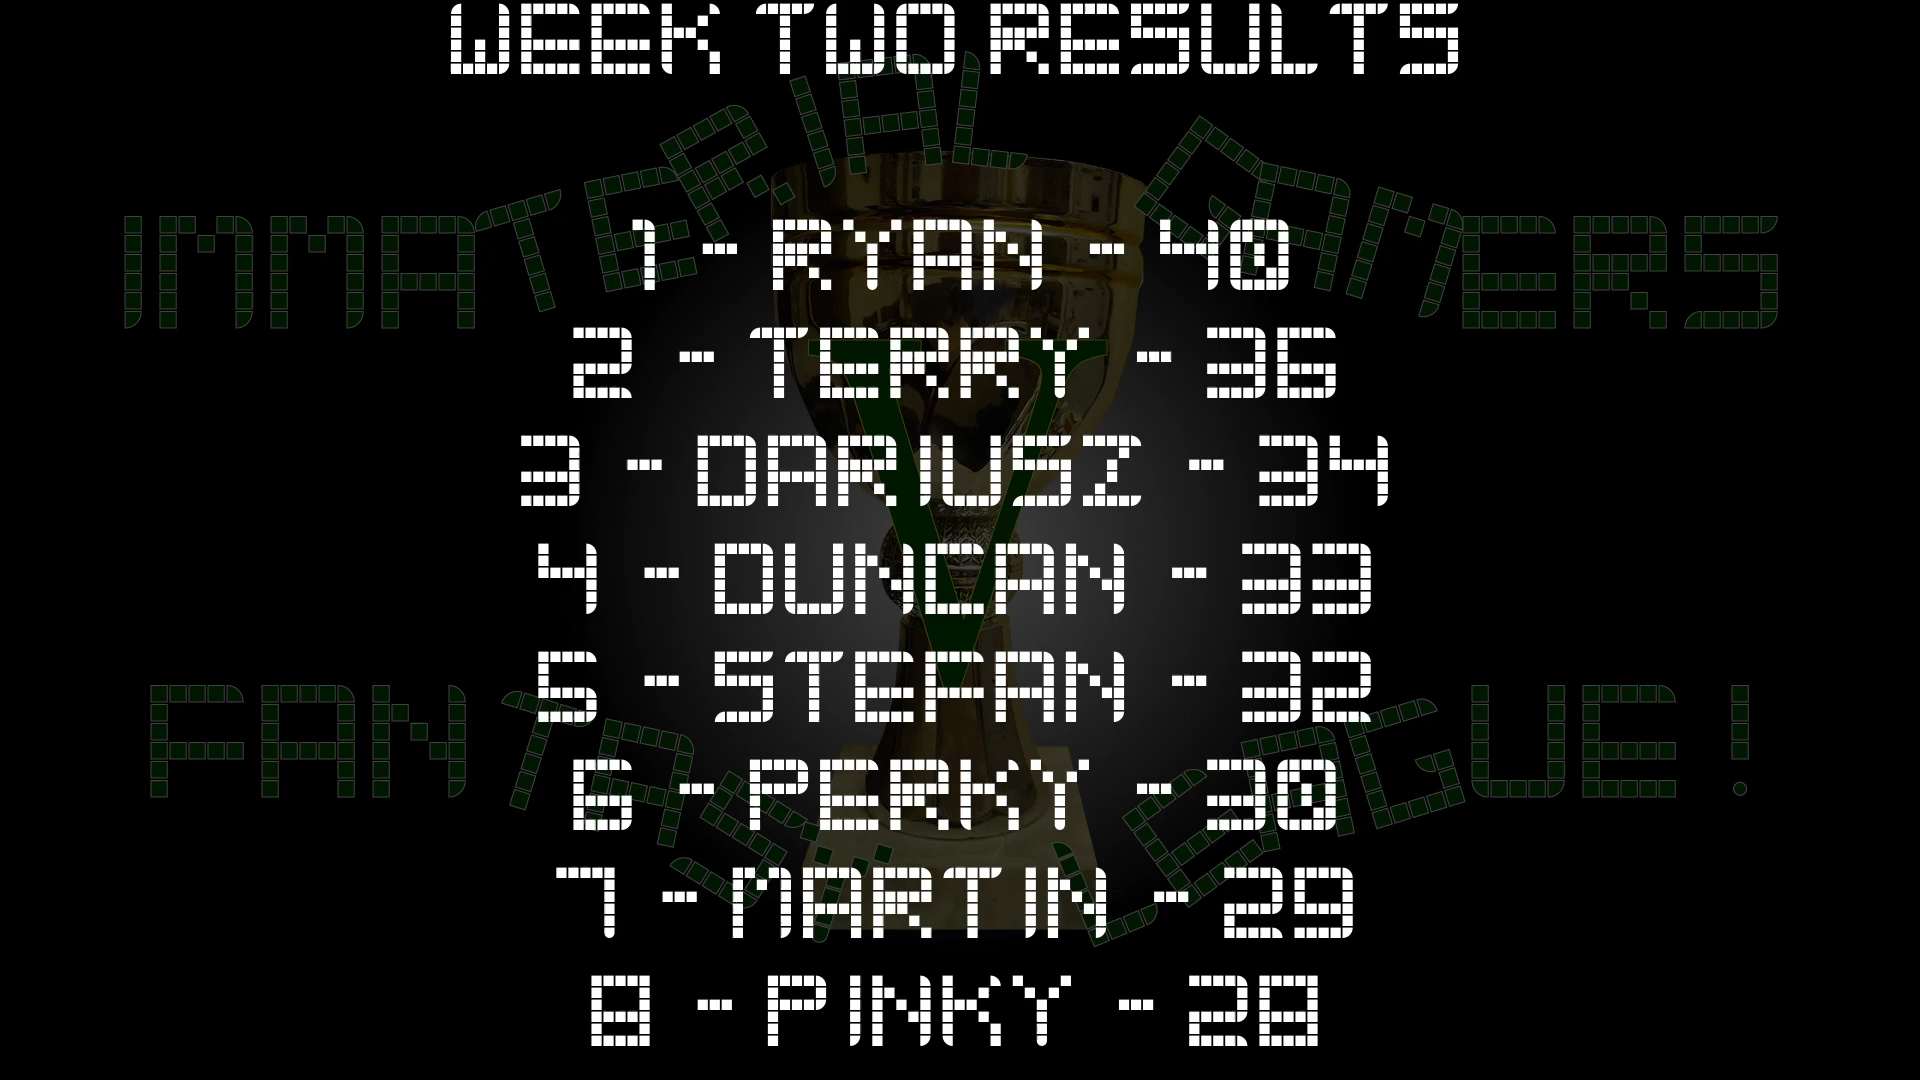 WEEK TWO RESULTS
IMMATERIAL GAMERS
1 - RYAN - 40
2 - TERRY - 36
3 - DARIUSZ - 34
4 - DUNCAN - 33
5 - STEFAN - 32
6 - PERKY - 30
7 - MARTIN - 29
8 - PINKY - 28
FANTASY LEAGUE!
V